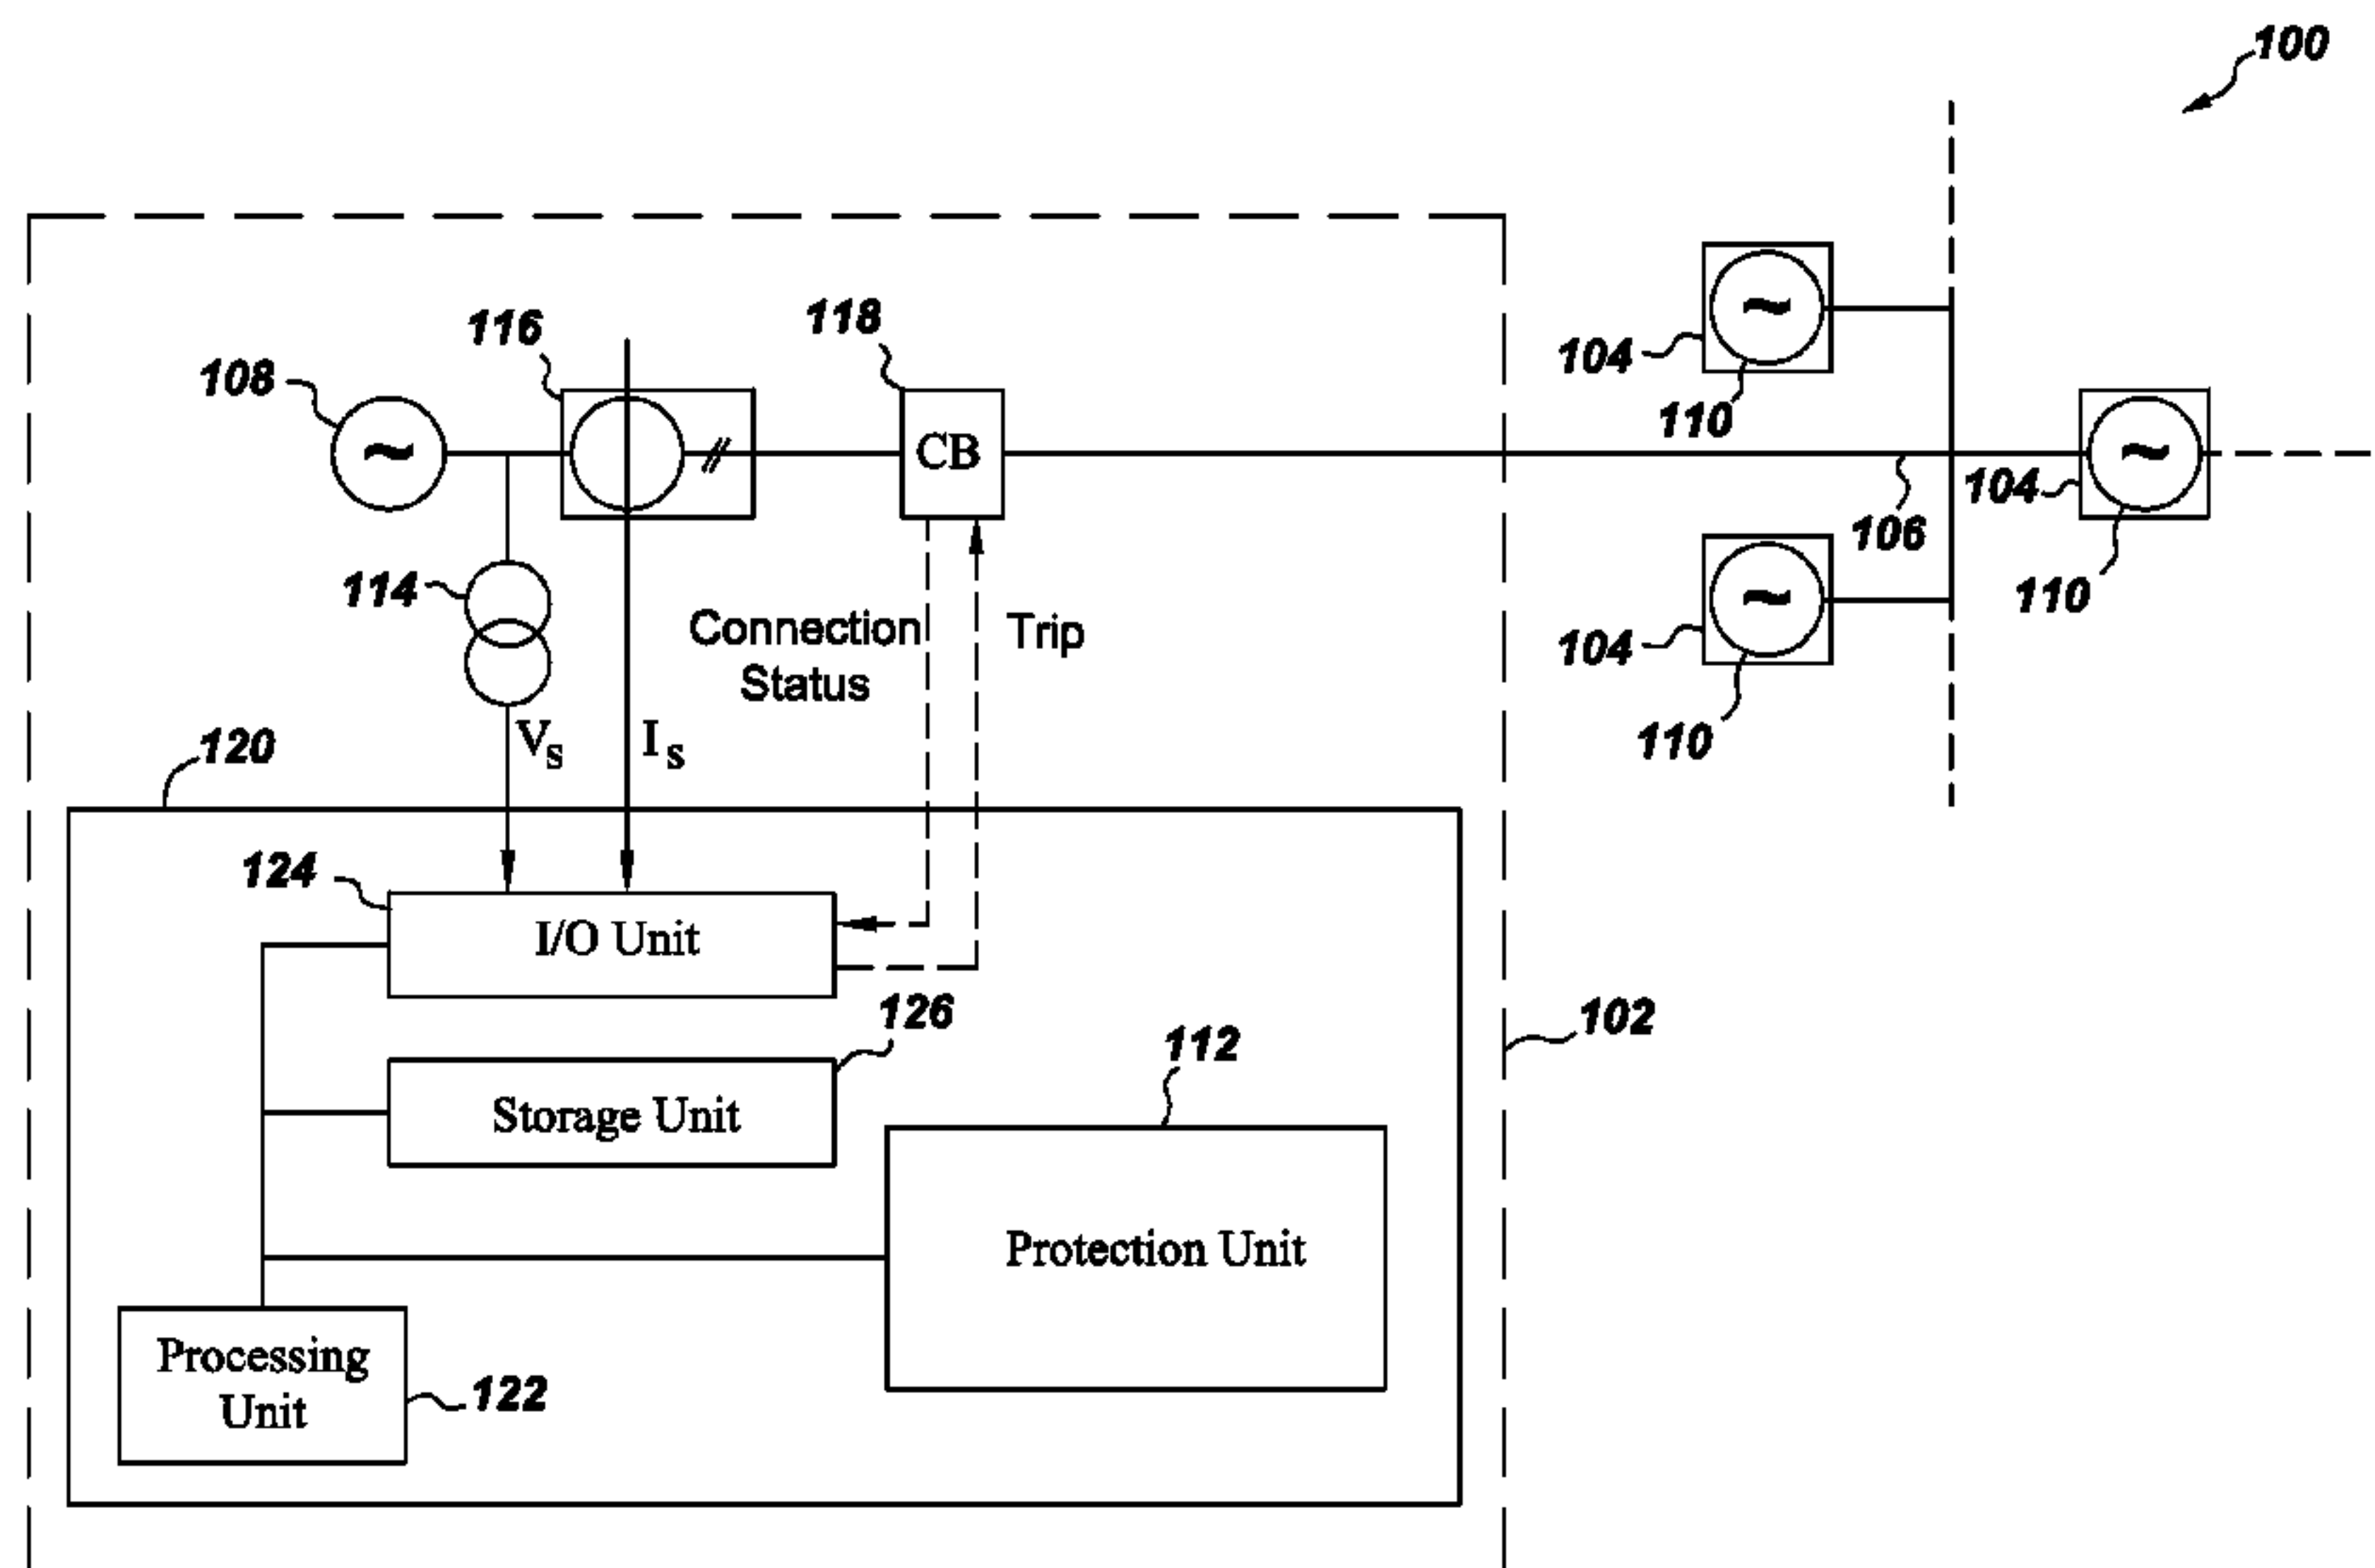 100
116
118
108
CB
104
110
104
106
110
114
Connection
Status
Trip
104
110
Vs
Is
120
124
I/O Unit
126
102
112
Storage Unit
Protection Unit
Processing
Unit
122